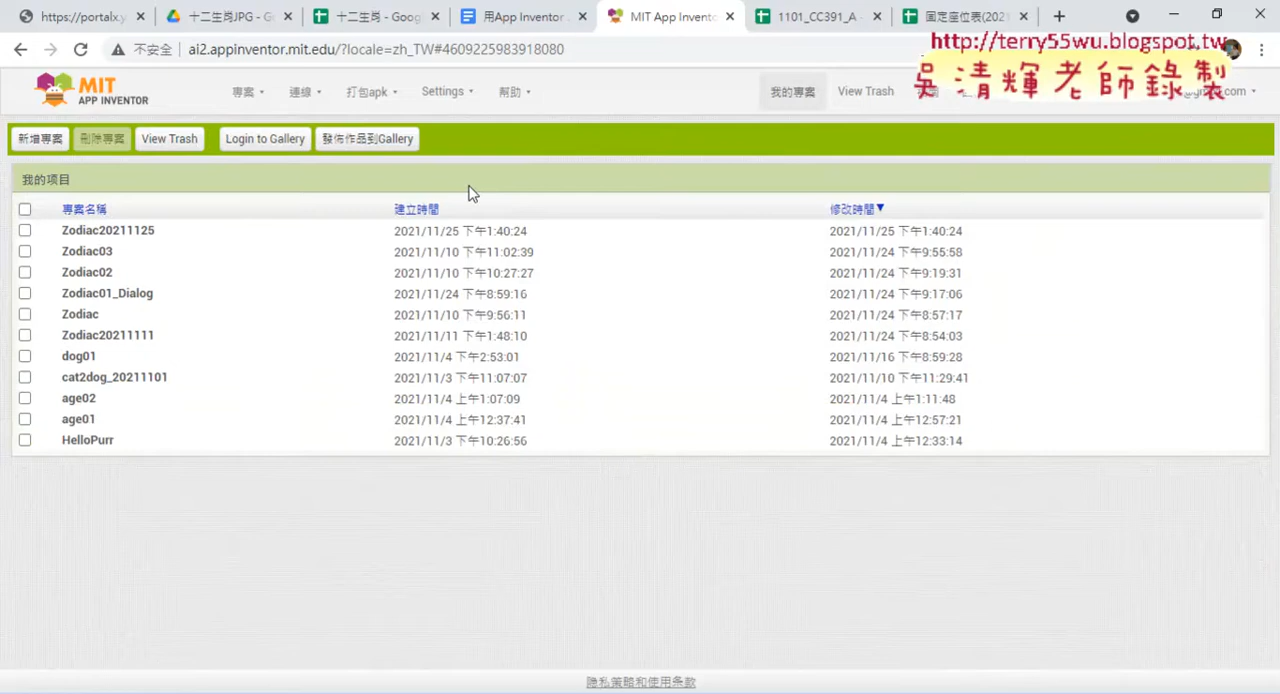 https://portalx.y
十二生肖JPG - G
十二生肖 - Goog
用App Inventor
MIT App Invento
1101_CC391_A -
固定座位表(202
不安全
ai2.appinventor.mit.edu/?locale=zh_TW#4609225983918080
http://terry55wu.blogspot.tw
吳清輝老師錄製
MIT
APP INVENTOR
專案
連線
打包apk
Settings
幫助
我的專案
View Trash
.com
新增專案
刪除專案
View Trash
Login to Gallery
發佈作品到Gallery
我的项目
專案名稱 建立時間 修改時間▼
Zodiac20211125 2021/11/25 下午1:40:24 2021/11/25 下午1:40:24
Zodiac03 2021/11/10 下午11:02:39 2021/11/24 下午9:55:58
Zodiac02 2021/11/10 下午10:27:27 2021/11/24 下午9:19:31
Zodiac01_Dialog 2021/11/24 下午8:59:16 2021/11/24 下午9:17:06
Zodiac 2021/11/10 下午9:56:11 2021/11/24 下午8:57:17
Zodiac20211111 2021/11/11 下午1:48:10 2021/11/24 下午8:54:03
dog01 2021/11/4 下午2:53:01 2021/11/16 下午8:59:28
cat2dog_20211101 2021/11/3 下午11:07:07 2021/11/10 下午11:29:41
age02 2021/11/4 上午1:07:09 2021/11/4 上午1:11:48
age01 2021/11/4 上午12:37:41 2021/11/4 上午12:57:21
HelloPurr 2021/11/3 下午10:26:56 2021/11/4 上午12:33:14
隱私策略和使用條款